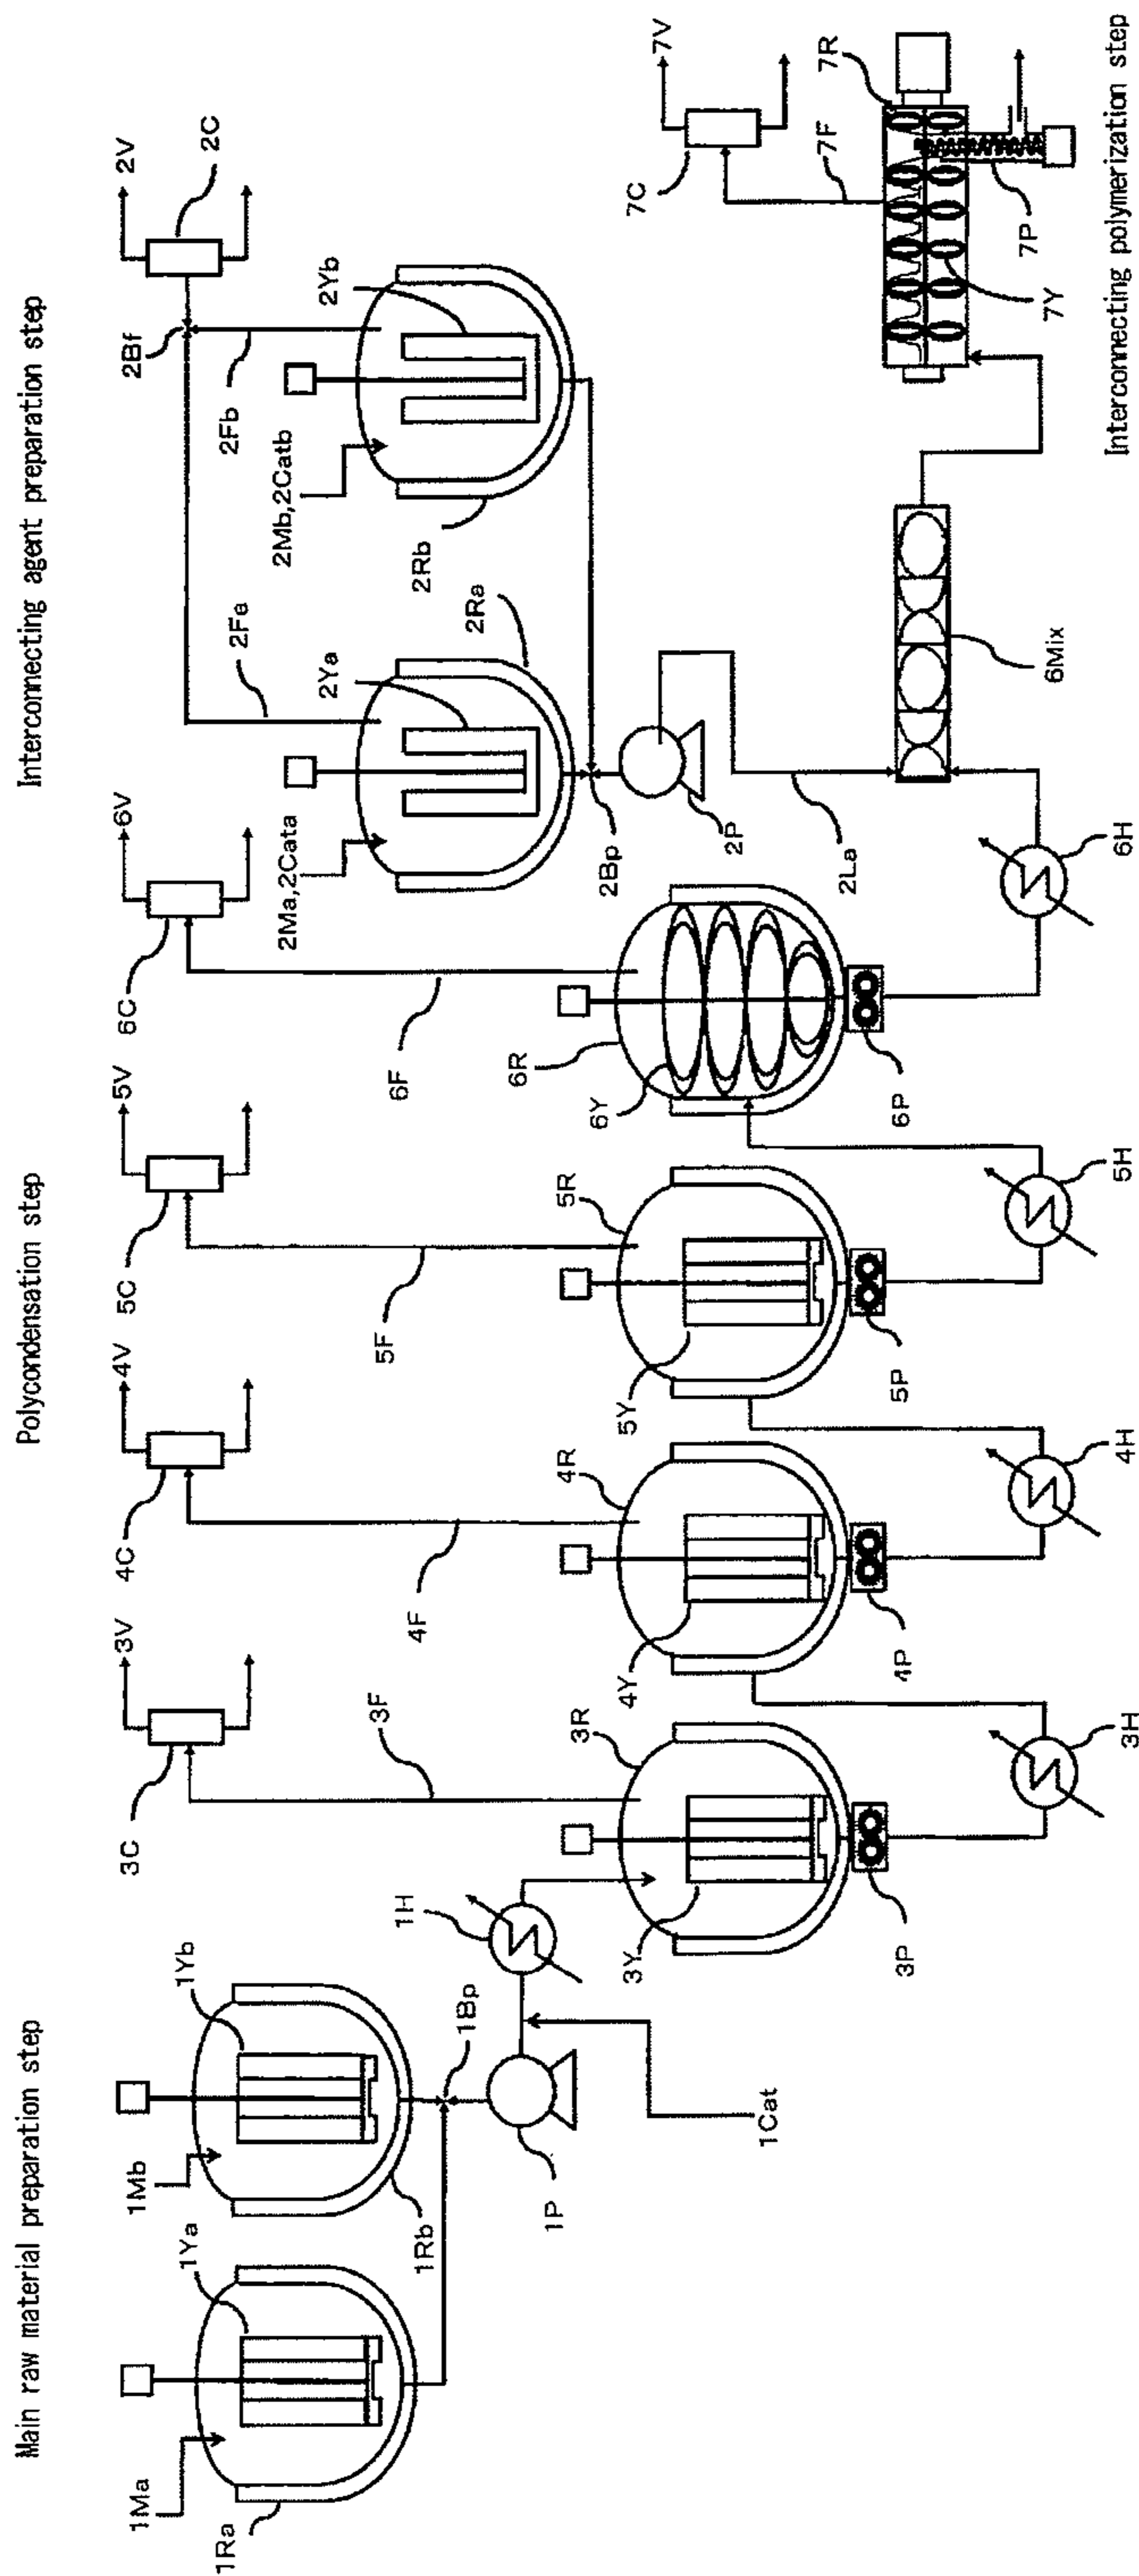 Main raw material preparation step
Polycondensation step
Interconnecting agent preparation step
1Ma
1Ra
1Ya
1Mb
1Rb
1Yb
1Bp
1P
1Cat
1H
3C
3V
3F
3R
3Y
3P
3H
4C
4V
4F
4R
4Y
4P
4H
5C
5V
5F
5R
5Y
5P
5H
6C
6V
6F
6R
6Y
6P
6H
2Ma,2Cata
2Ya
2Ra
2Fe
2Bp
2P
2La
2Mb,2Catb
2Rb
2Yb
2Fb
2Bf
2V
2C
6Mix
7C
7V
7F
7R
7Y
7P
Interconnecting polymerization step